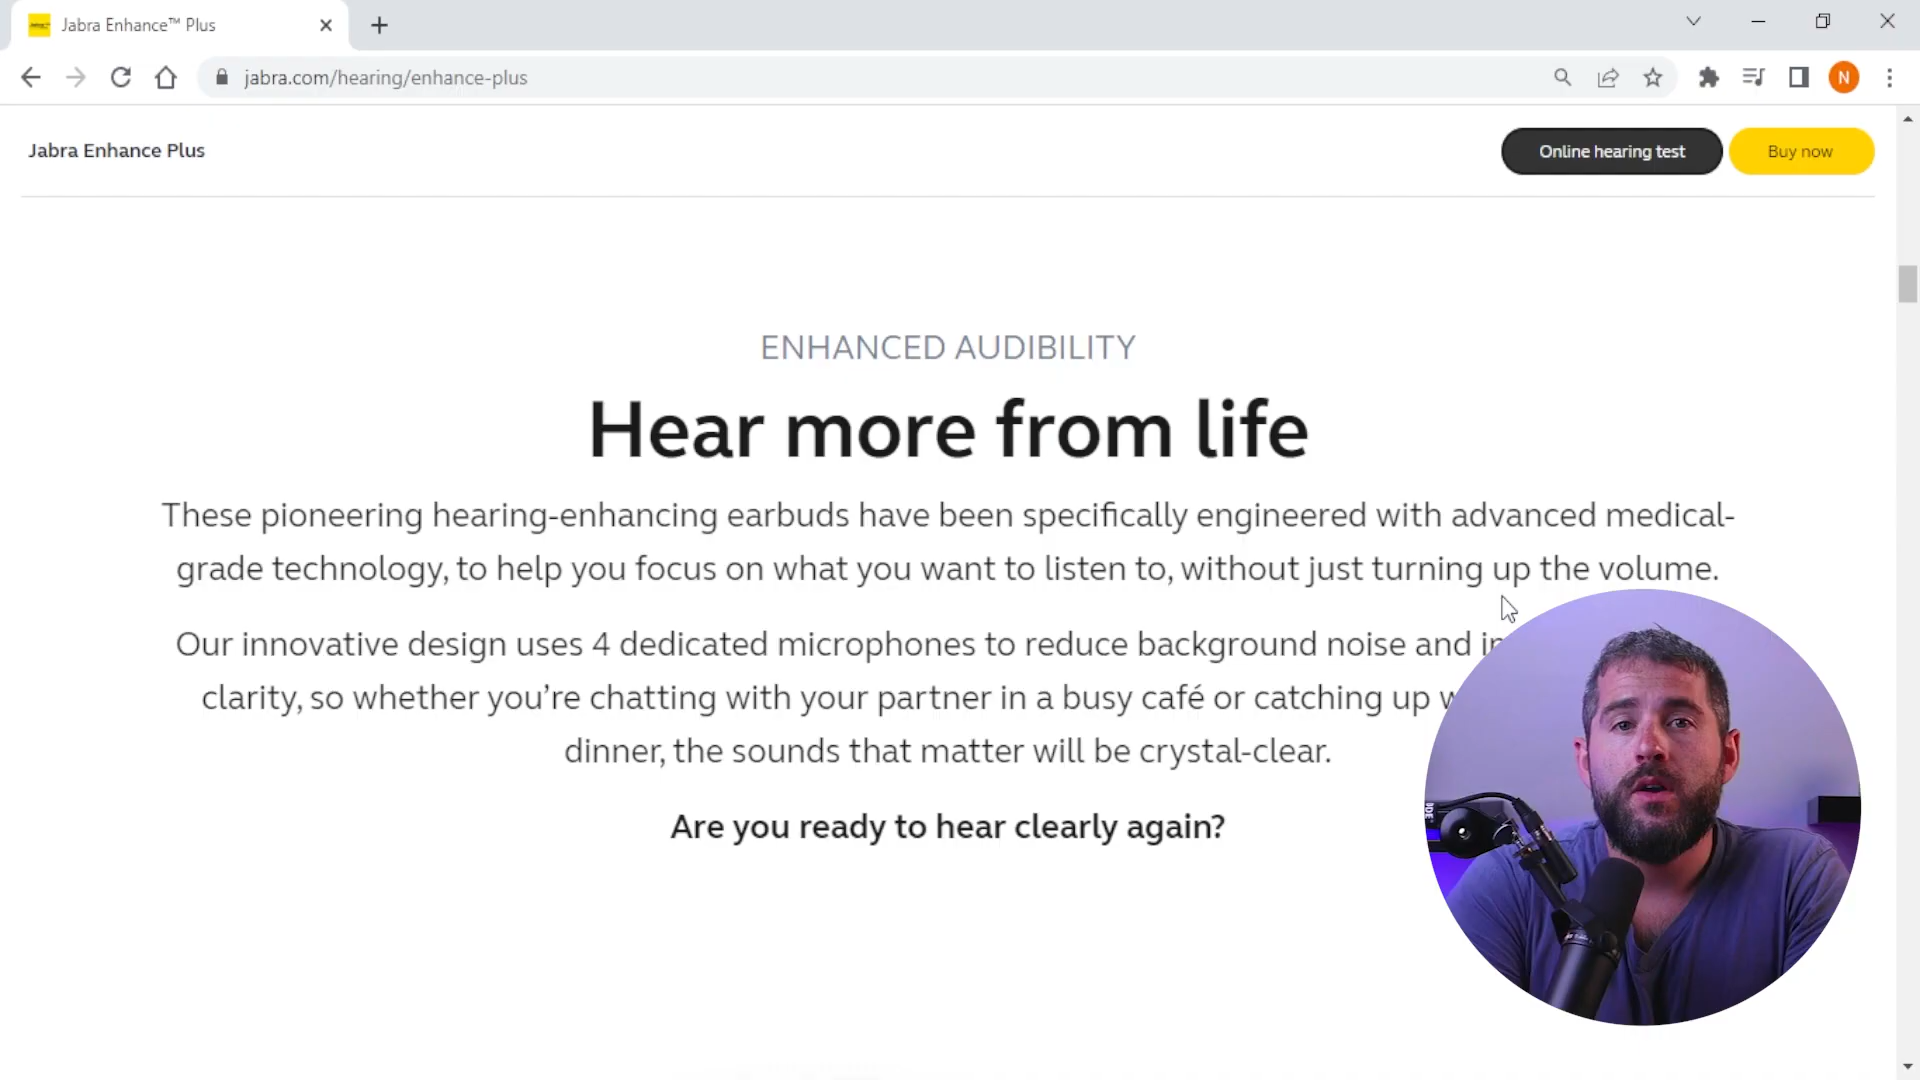 Jabra Enhance™ Plus
jabra.com/hearing/enhance-plus
N
Jabra Enhance Plus
Online hearing test
Buy now
ENHANCED AUDIBILITY
Hear more from life
These pioneering hearing-enhancing earbuds have been specifically engineered with advanced medical-
grade technology, to help you focus on what you want to listen to, without just turning up the volume.
Our innovative design uses 4 dedicated microphones to reduce background noise and
clarity, so whether you’re chatting with your partner in a busy café or catching up
dinner, the sounds that matter will be crystal-clear.
Are you ready to hear clearly again?